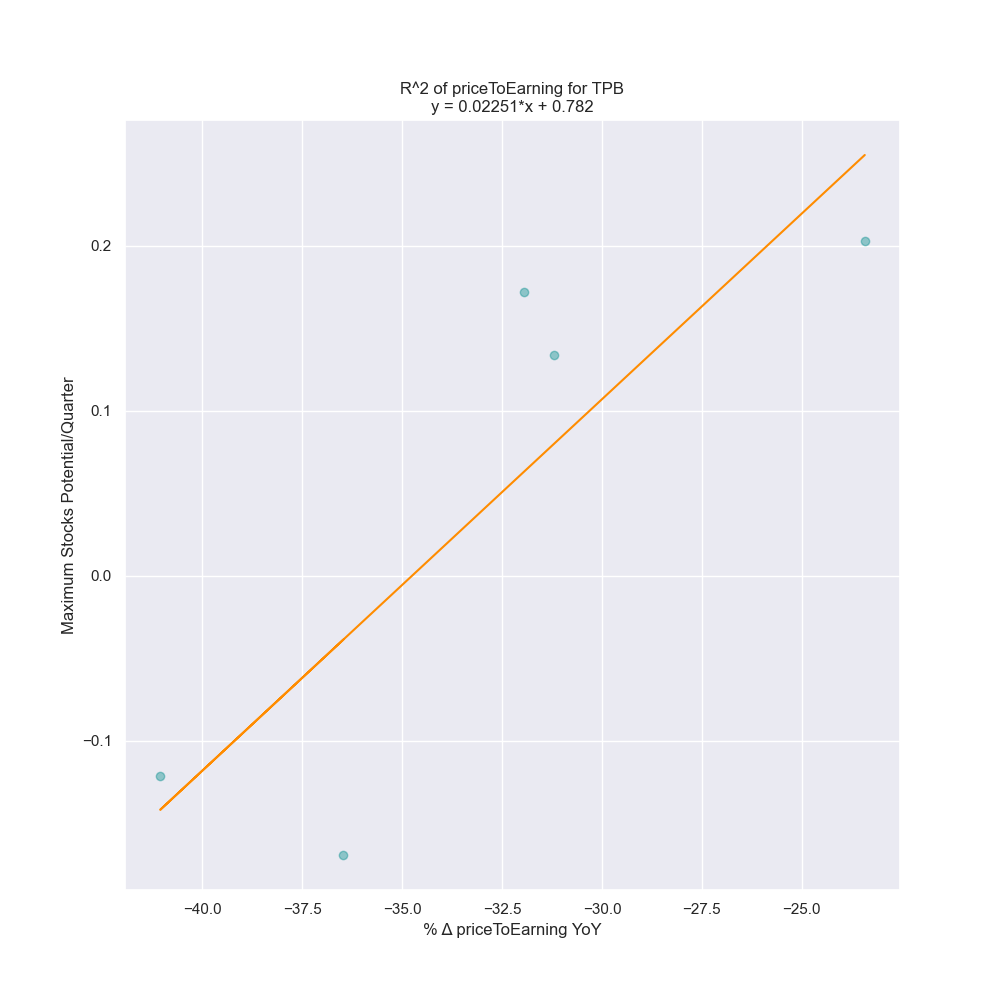 R^2 of priceToEarning for TPB
y = 0.02251*x + 0.782
Maximum Stocks Potential/Quarter
0.2
0.1
0.0
−0.1
−40.0
−37.5
−35.0
−32.5
−30.0
−27.5
−25.0
% Δ priceToEarning YoY